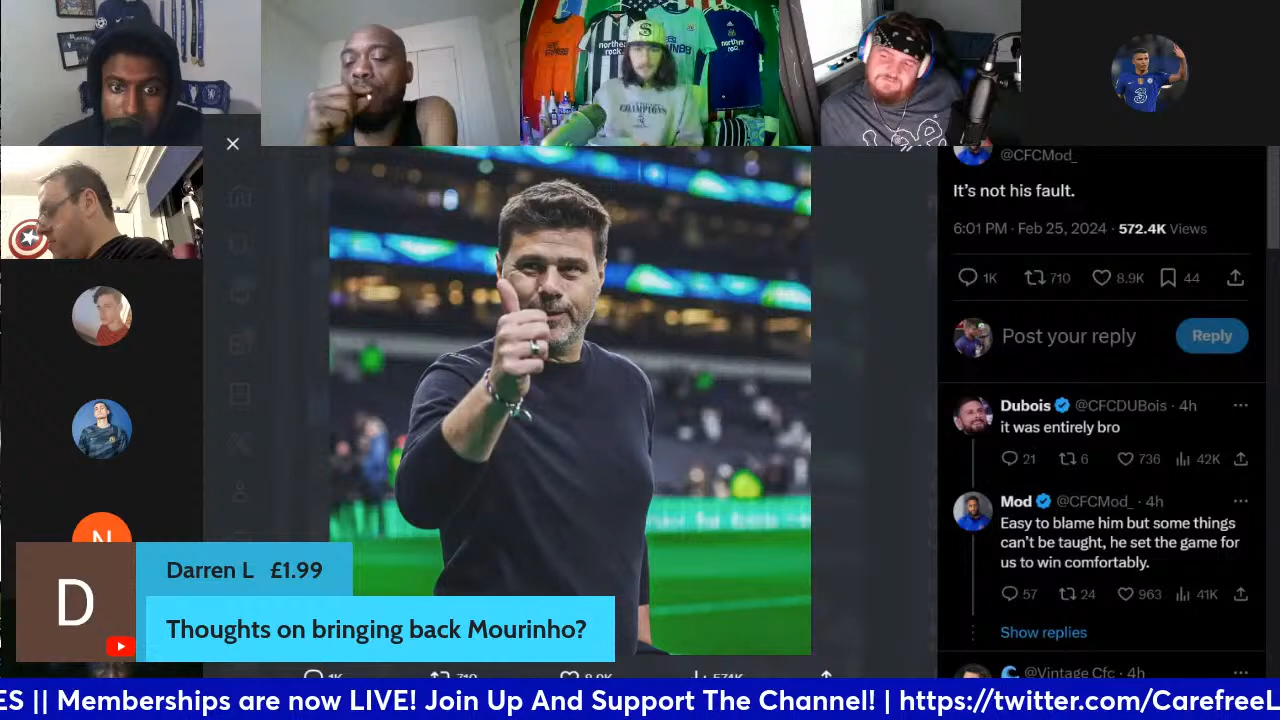 @CFCMod_
It's not his fault.
6:01 PM · Feb 25, 2024 · 572.4K Views
1K 710 8.9K 44
Post your reply
Reply
Dubois @CFCDUBois · 4h
it was entirely bro
21 6 736 42K
Mod @CFCMod_ · 4h
Easy to blame him but some things
can't be taught, he set the game for
us to win comfortably.
57 24 963 41K
Show replies
@Vintage Cfc · 4h
N
D
Darren L £1.99
Thoughts on bringing back Mourinho?
ES || Memberships are now LIVE! Join Up And Support The Channel! | https://twitter.com/CarefreeL